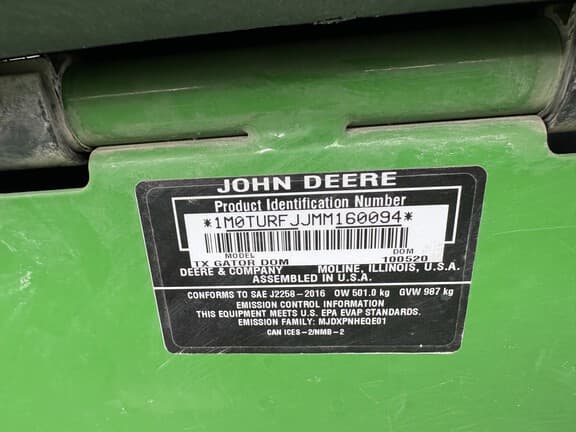 JOHN DEERE
Product Identification Number
*1M0TURFJJMM160094*
MODEL DOM
TX GATOR DOM 100520
DEERE & COMPANY MOLINE, ILLINOIS, U.S.A.
ASSEMBLED IN U.S.A.
CONFORMS TO SAE J2258-2016 OW 501.0 kg GVW 987 kg
EMISSION CONTROL INFORMATION
THIS EQUIPMENT MEETS U.S. EPA EVAP STANDARDS.
EMISSION FAMILY: MJDXPNHEQE01
CAN ICES-2/NMB-2